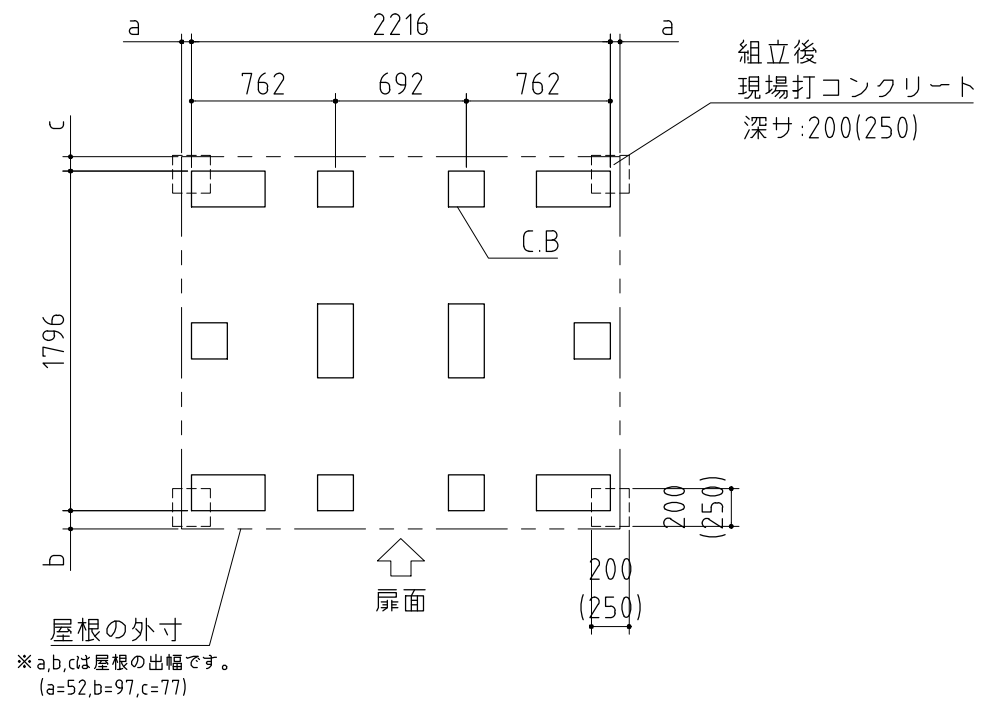 a
2216
a
762
692
762
組立後
現場打コンクリート
深サ:200(250)
c
C.B
1796
200
(250)
b
200
(250)
扉面
屋根の外寸
※a,b,cは屋根の出幅です。
(a=52,b=97,c=77)